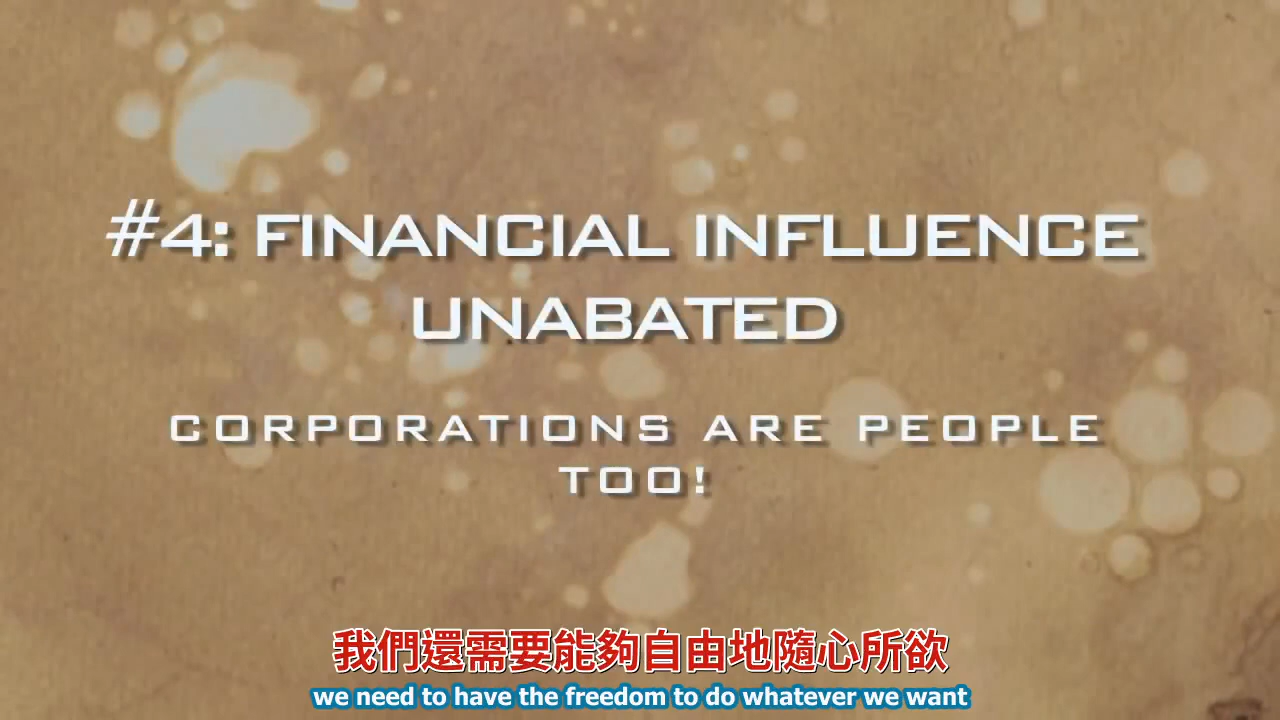 #4: FINANCIAL INFLUENCE
UNABATED
CORPORATIONS ARE PEOPLE
TOO!
我們還需要能夠自由地隨心所欲
we need to have the freedom to do whatever we want